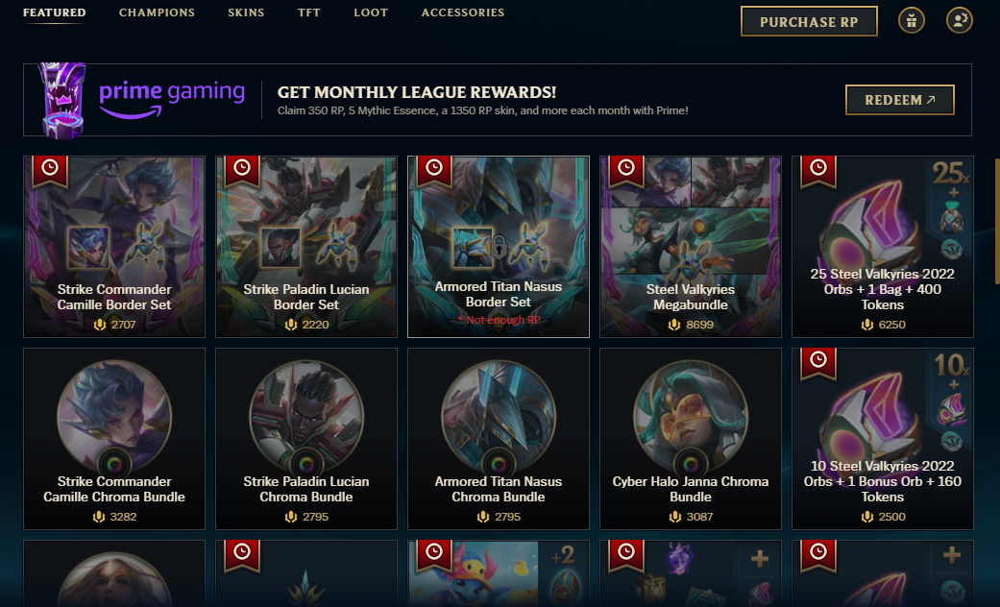 FEATURED
CHAMPIONS
SKINS
TFT
LOOT
ACCESSORIES
PURCHASE RP
prime gaming
GET MONTHLY LEAGUE REWARDS!
Claim 350 RP, 5 Mythic Essence, a 1350 RP skin, and more each month with Prime!
REDEEM
Strike Commander
Camille Border Set
2707
Strike Paladin Lucian
Border Set
2220
Armored Titan Nasus
Border Set
* Not enough RP
Steel Valkyries
Megabundle
8699
25x
+
25 Steel Valkyries 2022
Orbs + 1 Bag + 400
Tokens
6250
Strike Commander
Camille Chroma Bundle
3282
Strike Paladin Lucian
Chroma Bundle
2795
Armored Titan Nasus
Chroma Bundle
2795
Cyber Halo Janna Chroma
Bundle
3087
10x
+
10 Steel Valkyries 2022
Orbs + 1 Bonus Orb + 160
Tokens
2500
+2
+
+